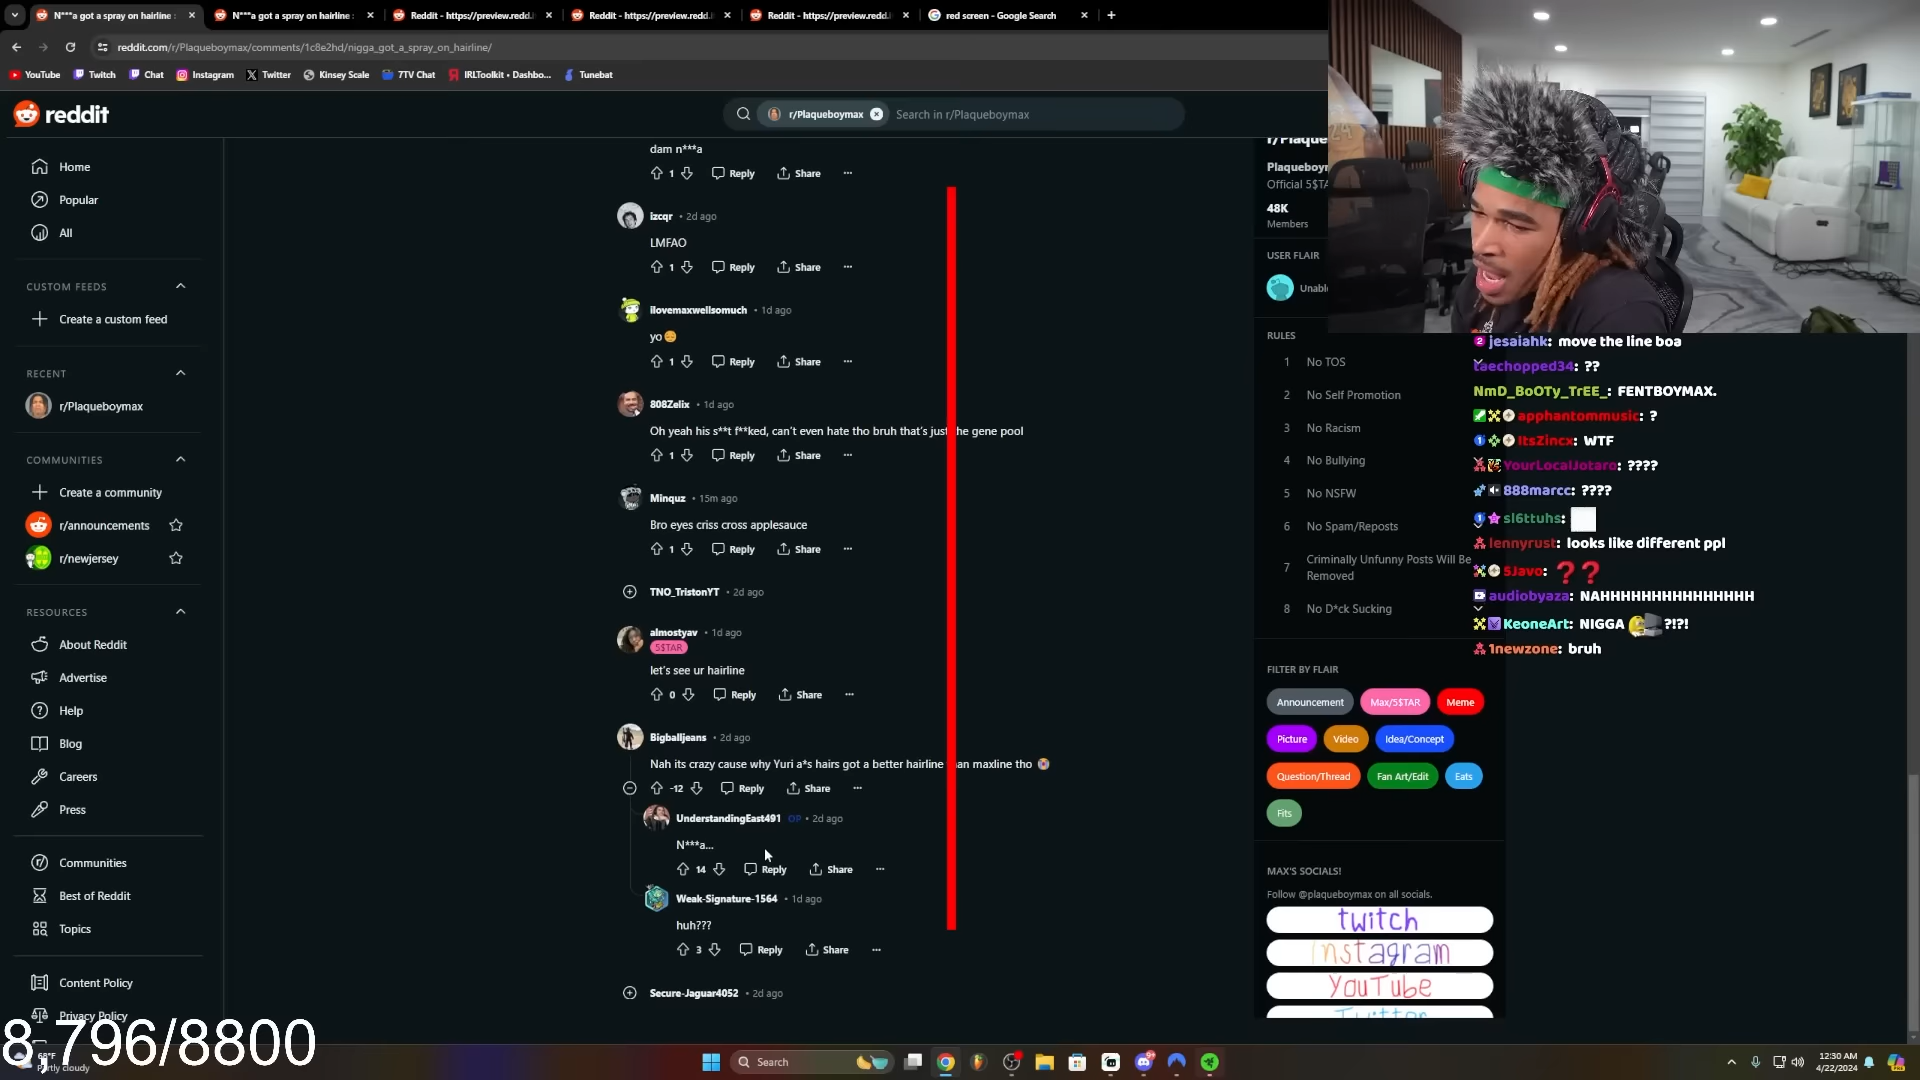 N***a got a spray on hairline :
N***a got a spray on hairline :
Reddit - https://preview.redd.i
Reddit - https://preview.redd.i
Reddit - https://preview.redd.i
red screen - Google Search
reddit.com/r/Plaqueboymax/comments/1c8e2hd/nigga_got_a_spray_on_hairline/
YouTube
Twitch
Chat
Instagram
Twitter
Kinsey Scale
7TV Chat
IRLToolkit • Dashbo...
Tunebat
reddit
r/Plaqueboymax
Search in r/Plaqueboymax
Home
Popular
All
CUSTOM FEEDS
Create a custom feed
RECENT
r/Plaqueboymax
COMMUNITIES
Create a community
r/announcements
r/newjersey
RESOURCES
About Reddit
Advertise
Help
Blog
Careers
Press
Communities
Best of Reddit
Topics
Content Policy
Privacy Policy
8,796/8800
68°F
Partly cloudy
dam n***a
1 Reply Share
izcqr • 2d ago
LMFAO
1 Reply Share
ilovemaxwellsomuch • 1d ago
yo😔
1 Reply Share
808Zelix • 1d ago
Oh yeah his s**t f**ked, can't even hate tho bruh that's just he gene pool
1 Reply Share
Minquz • 15m ago
Bro eyes criss cross applesauce
1 Reply Share
TNO_TristonYT • 2d ago
almostyav • 1d ago
5$TAR
let's see ur hairline
0 Reply Share
Bigballjeans • 2d ago
Nah its crazy cause why Yuri a*s hairs got a better hairline han maxline tho
-12 Reply Share
UnderstandingEast491 OP • 2d ago
N***a...
14 Reply Share
Weak-Signature-1564 • 1d ago
huh???
3 Reply Share
Secure-Jaguar4052 • 2d ago
r/Plaque
Plaqueboyn
Official 5$TA
48K
Members
USER FLAIR
Unabl
RULES
1 No TOS
2 No Self Promotion
3 No Racism
4 No Bullying
5 No NSFW
6 No Spam/Reposts
7 Criminally Unfunny Posts Will Be
Removed
8 No D*ck Sucking
FILTER BY FLAIR
Announcement
Max/5$TAR
Meme
Picture
Video
Idea/Concept
Question/Thread
Fan Art/Edit
Eats
Fits
MAX'S SOCIALS!
Follow @plaqueboymax on all socials.
twitch
instagram
YouTube
Twitter
jesaiahk: move the line boa
taechopped34: ??
NmD_BoOTy_TrEE_: FENTBOYMAX.
apphantommusic: ?
ItsZincx: WTF
YourLocalJotaro: ????
888marcc: ????
sl6ttuhs:
lennyrust: looks like different ppl
SJavo: ❓❓
audiobyaza: NAHHHHHHHHHHHHHHH
KeoneArt: NIGGA ?!?!
1newzone: bruh
Search
12:30 AM
4/22/2024